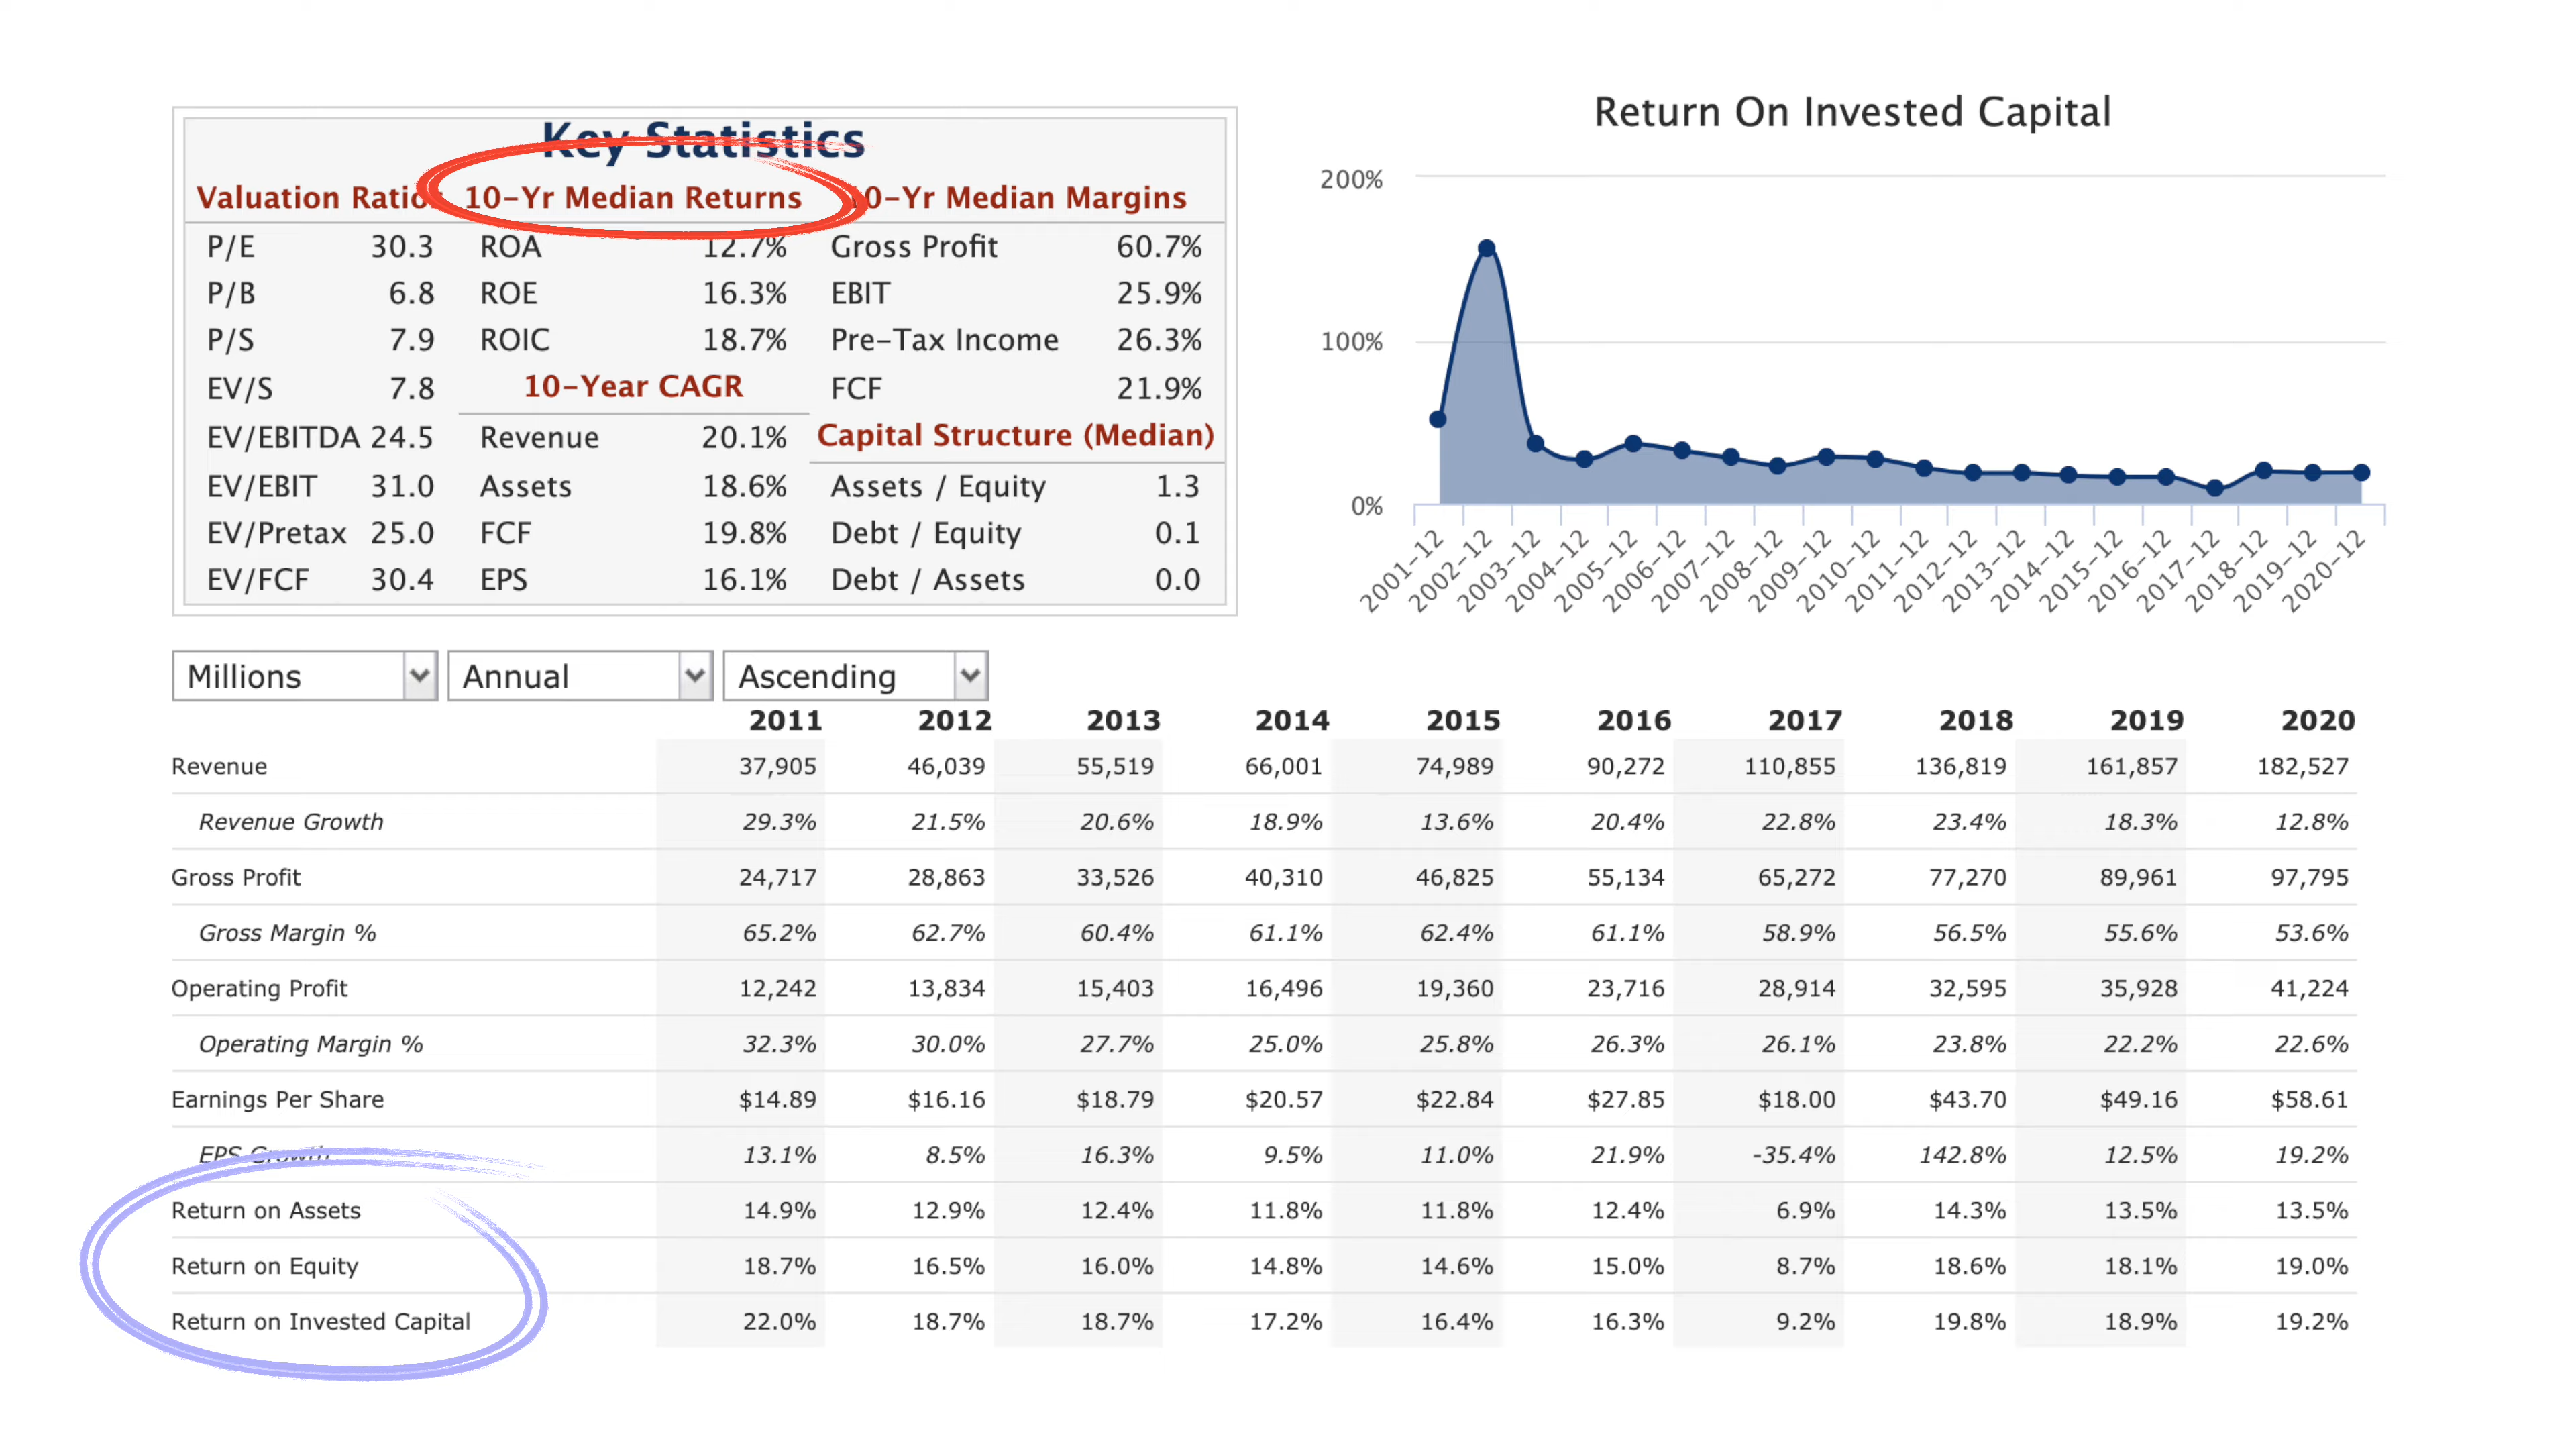 Key Statistics
Valuation Ratios 10-Yr Median Returns 10-Yr Median Margins
P/E 30.3 ROA 12.7% Gross Profit 60.7%
P/B 6.8 ROE 16.3% EBIT 25.9%
P/S 7.9 ROIC 18.7% Pre-Tax Income 26.3%
EV/S 7.8 10-Year CAGR FCF 21.9%
EV/EBITDA 24.5 Revenue 20.1% Capital Structure (Median)
EV/EBIT 31.0 Assets 18.6% Assets / Equity 1.3
EV/Pretax 25.0 FCF 19.8% Debt / Equity 0.1
EV/FCF 30.4 EPS 16.1% Debt / Assets 0.0
Return On Invested Capital
200%
100%
0%
2001-12 2002-12 2003-12 2004-12 2005-12 2006-12 2007-12 2008-12 2009-12 2010-12 2011-12 2012-12 2013-12 2014-12 2015-12 2016-12 2017-12 2018-12 2019-12 2020-12
Millions Annual Ascending
2011 2012 2013 2014 2015 2016 2017 2018 2019 2020
Revenue 37,905 46,039 55,519 66,001 74,989 90,272 110,855 136,819 161,857 182,527
Revenue Growth 29.3% 21.5% 20.6% 18.9% 13.6% 20.4% 22.8% 23.4% 18.3% 12.8%
Gross Profit 24,717 28,863 33,526 40,310 46,825 55,134 65,272 77,270 89,961 97,795
Gross Margin % 65.2% 62.7% 60.4% 61.1% 62.4% 61.1% 58.9% 56.5% 55.6% 53.6%
Operating Profit 12,242 13,834 15,403 16,496 19,360 23,716 28,914 32,595 35,928 41,224
Operating Margin % 32.3% 30.0% 27.7% 25.0% 25.8% 26.3% 26.1% 23.8% 22.2% 22.6%
Earnings Per Share $14.89 $16.16 $18.79 $20.57 $22.84 $27.85 $18.00 $43.70 $49.16 $58.61
EPS Growth 13.1% 8.5% 16.3% 9.5% 11.0% 21.9% -35.4% 142.8% 12.5% 19.2%
Return on Assets 14.9% 12.9% 12.4% 11.8% 11.8% 12.4% 6.9% 14.3% 13.5% 13.5%
Return on Equity 18.7% 16.5% 16.0% 14.8% 14.6% 15.0% 8.7% 18.6% 18.1% 19.0%
Return on Invested Capital 22.0% 18.7% 18.7% 17.2% 16.4% 16.3% 9.2% 19.8% 18.9% 19.2%